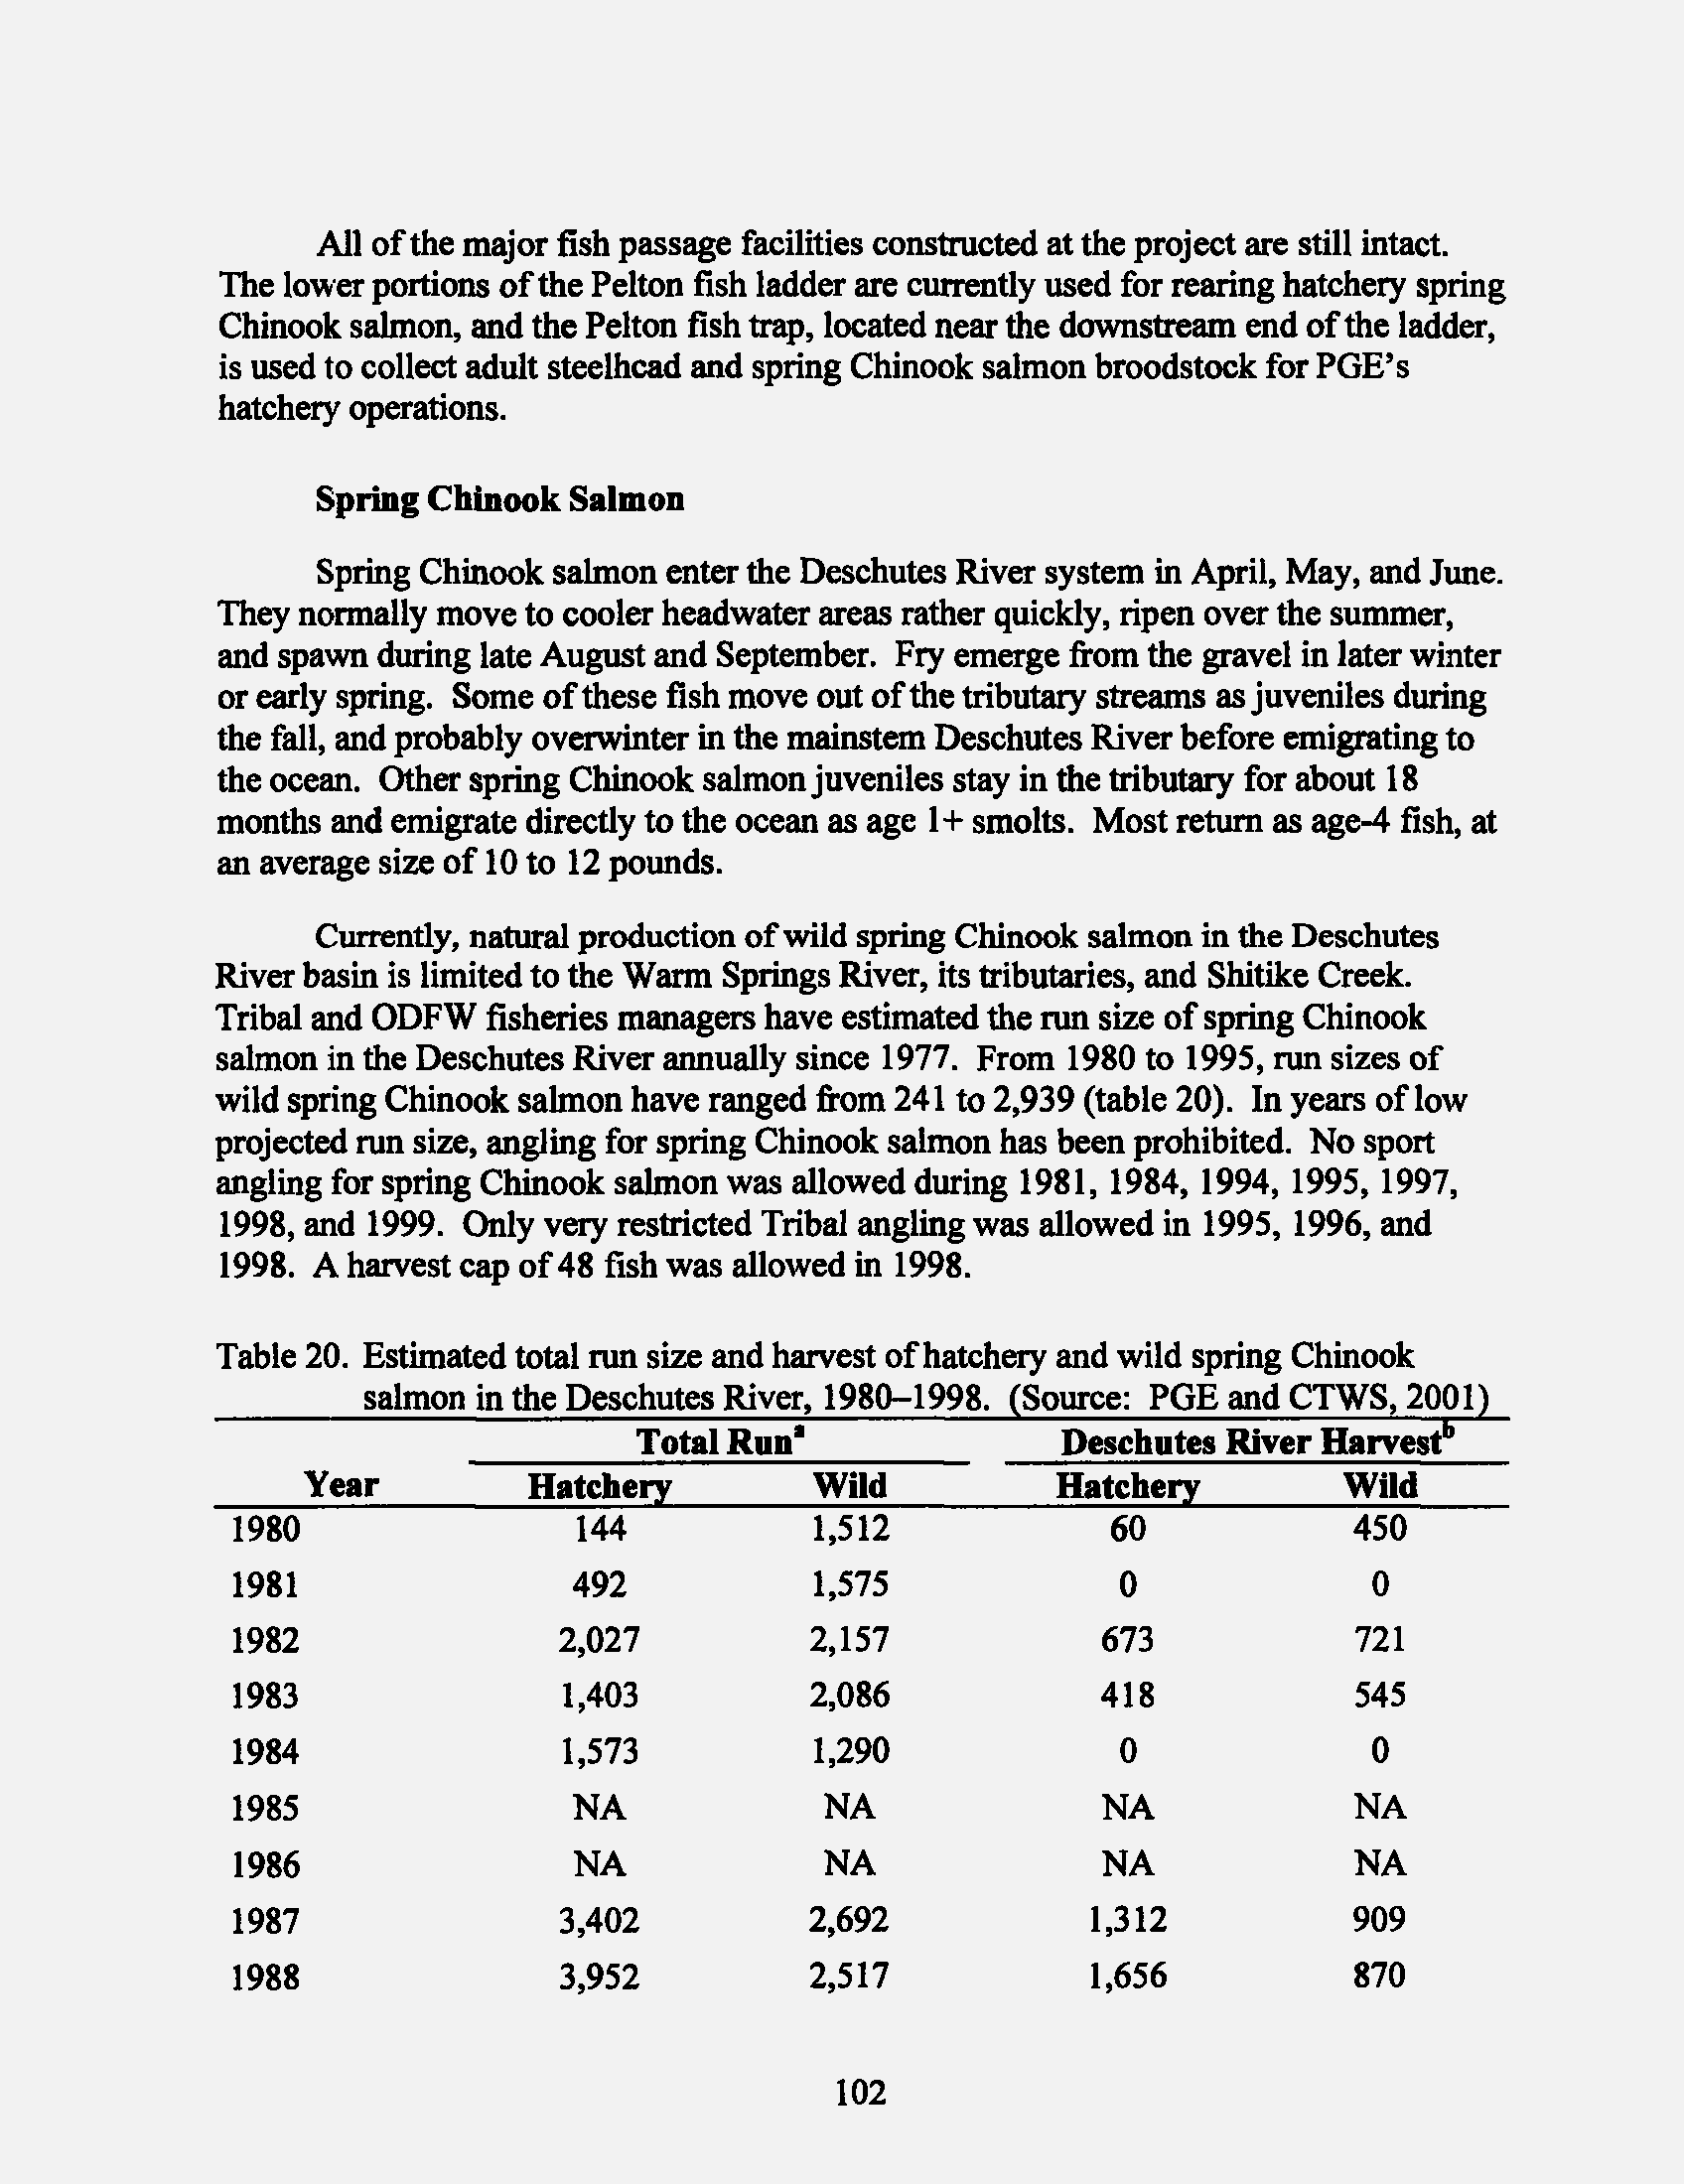 All of the major fish passage facilities constructed at the project are still intact.
The lower portions of the Pelton fish ladder are currently used for rearing hatchery spring
Chinook salmon, and the Pelton fish trap, located near the downstream end of the ladder,
is used to collect adult steelhead and spring Chinook salmon broodstock for PGE's
hatchery operations.
Spring Chinook Salmon
Spring Chinook salmon enter the Deschutes River system in April, May, and June.
They normally move to cooler headwater areas rather quickly, ripen over the summer,
and spawn during late August and September. Fry emerge from the gravel in later winter
or early spring. Some of these fish move out of the tributary streams as juveniles during
the fall, and probably overwinter in the mainstem Deschutes River before emigrating to
the ocean. Other spring Chinook salmon juveniles stay in the tributary for about 18
months and emigrate directly to the ocean as age 1+ smolts. Most return as age-4 fish, at
an average size of 10 to 12 pounds.
Currently, natural production of wild spring Chinook salmon in the Deschutes
River basin is limited to the Warm Springs River, its tributaries, and Shitike Creek.
Tribal and ODFW fisheries managers have estimated the run size of spring Chinook
salmon in the Deschutes River annually since 1977. From 1980 to 1995, run sizes of
wild spring Chinook salmon have ranged from 241 to 2,939 (table 20). In years of low
projected run size, angling for spring Chinook salmon has been prohibited. No sport
angling for spring Chinook salmon was allowed during 1981, 1984, 1994, 1995, 1997,
1998, and 1999. Only very restricted Tribal angling was allowed in 1995, 1996, and
1998. A harvest cap of 48 fish was allowed in 1998.
Table 20. Estimated total run size and harvest of hatchery and wild spring Chinook
salmon in the Deschutes River, 1980–1998. (Source: PGE and CTWS, 2001)
Total Runᵃ Deschutes River Harvestᵇ
Year Hatchery Wild Hatchery Wild
1980 144 1,512 60 450
1981 492 1,575 0 0
1982 2,027 2,157 673 721
1983 1,403 2,086 418 545
1984 1,573 1,290 0 0
1985 NA NA NA NA
1986 NA NA NA NA
1987 3,402 2,692 1,312 909
1988 3,952 2,517 1,656 870
102